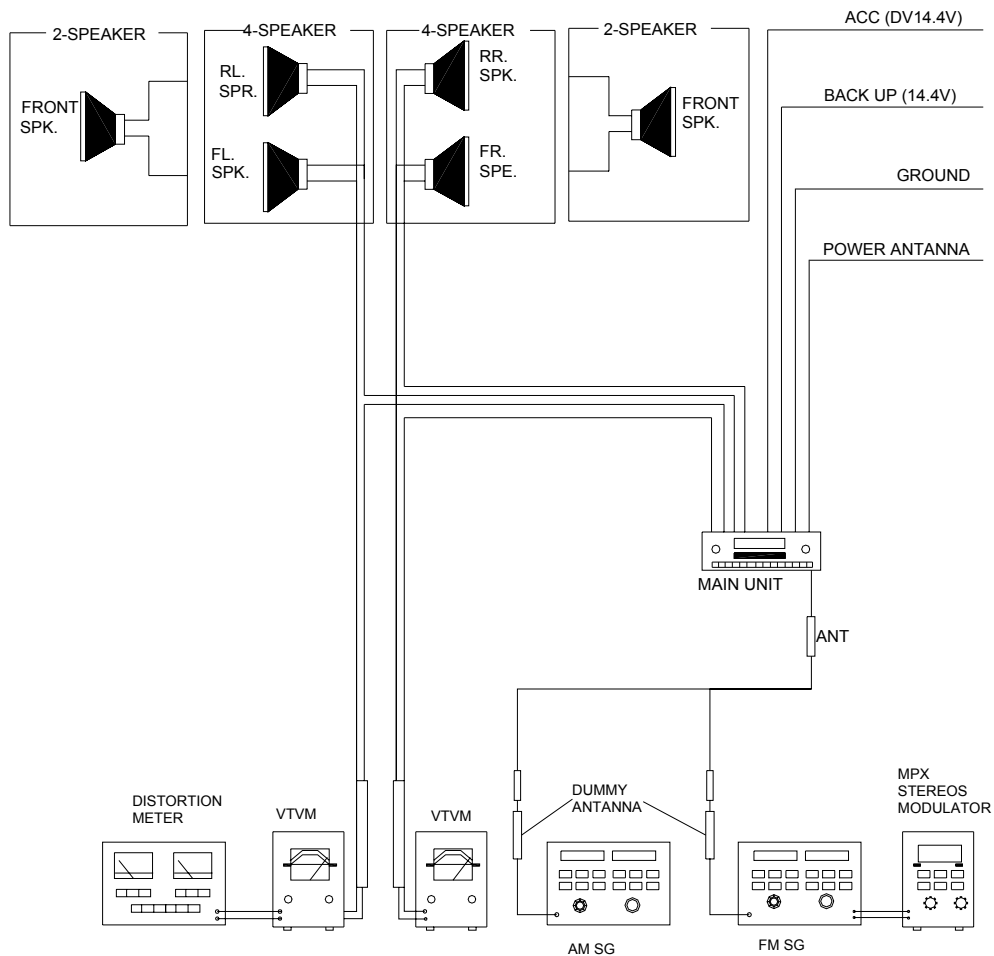 2-SPEAKER
4-SPEAKER
4-SPEAKER
2-SPEAKER
ACC (DV14.4V)
FRONT
SPK.
RL.
SPR.
RR.
SPK.
FRONT
SPK.
BACK UP (14.4V)
FL.
SPK.
FR.
SPE.
GROUND
POWER ANTANNA
MAIN UNIT
ANT
DISTORTION
METER
VTVM
VTVM
DUMMY
ANTANNA
MPX
STEREOS
MODULATOR
AM SG
FM SG